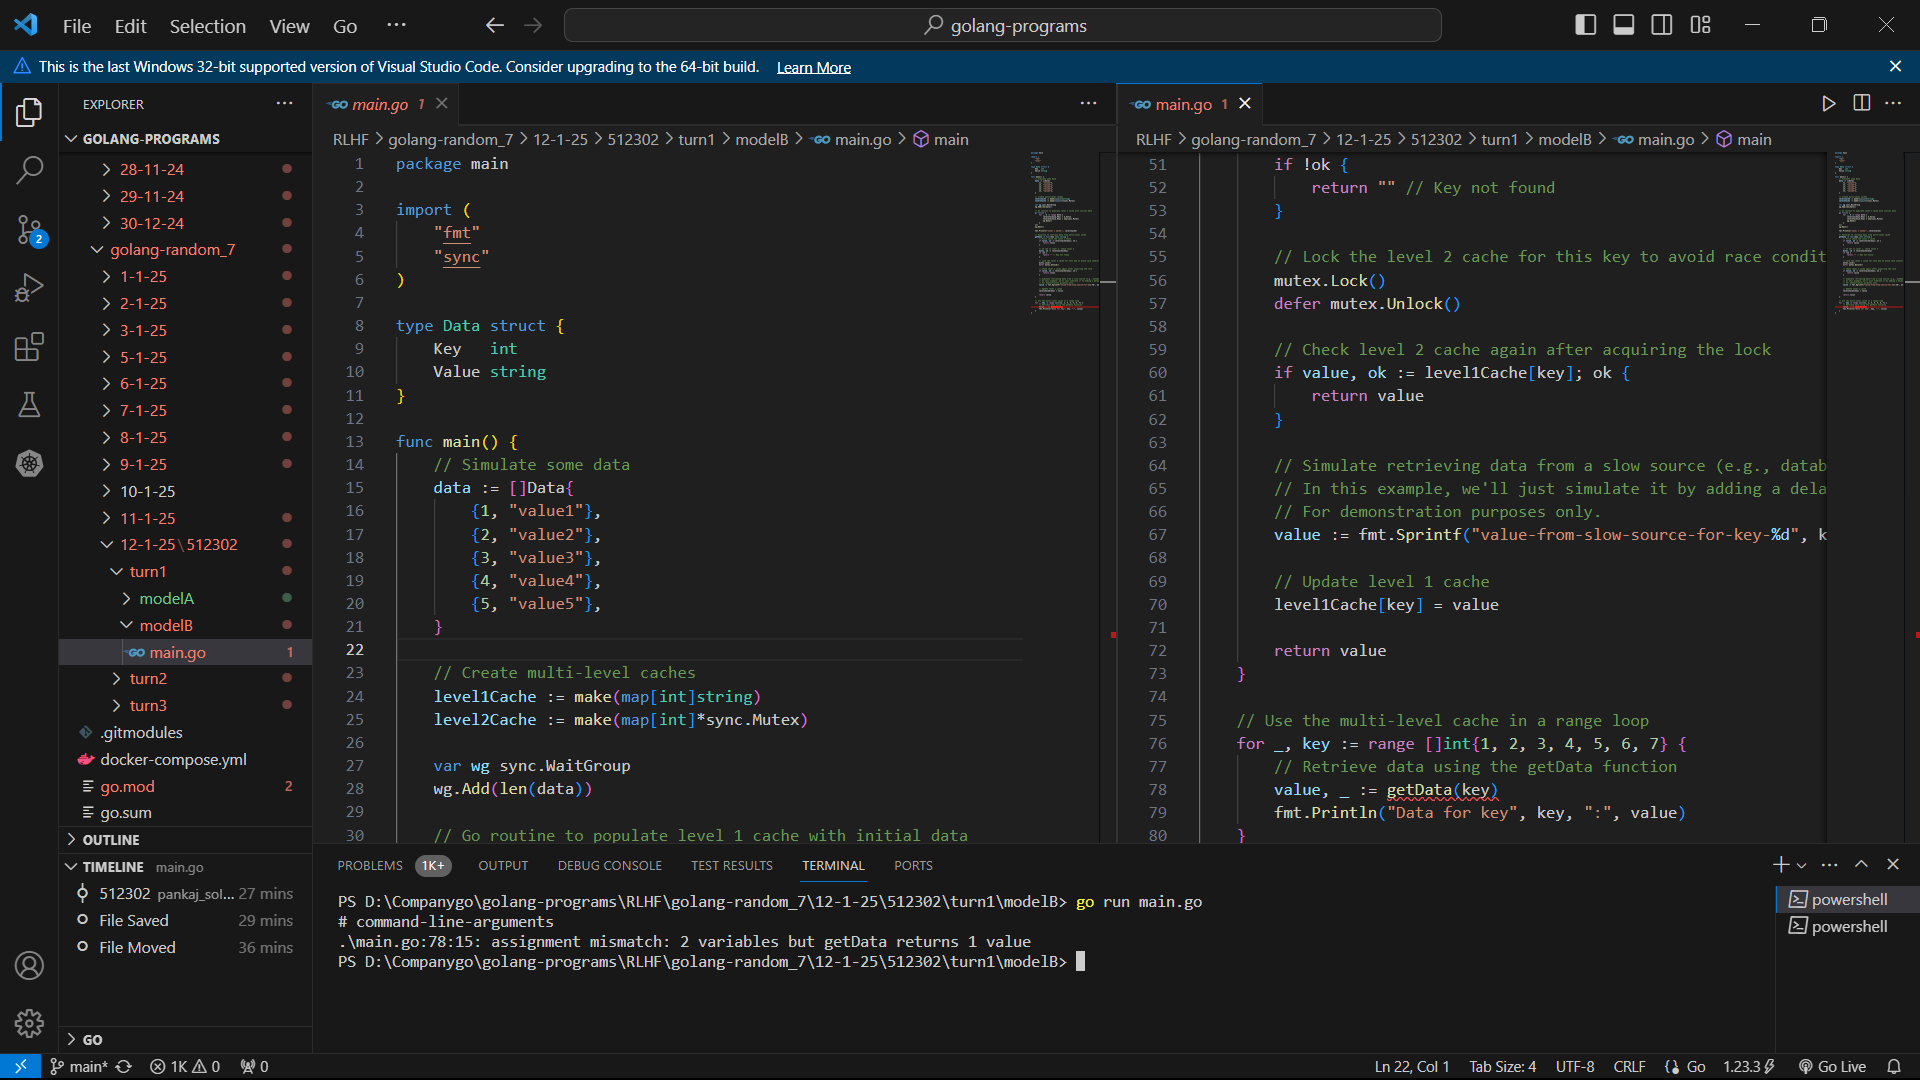 File Edit Selection View Go ··· golang-programs
This is the last Windows 32-bit supported version of Visual Studio Code. Consider upgrading to the 64-bit build. Learn More
EXPLORER ···
GOLANG-PROGRAMS
28-11-24
29-11-24
30-12-24
golang-random_7
1-1-25
2-1-25
3-1-25
5-1-25
6-1-25
7-1-25
8-1-25
9-1-25
10-1-25
11-1-25
12-1-25\512302
turn1
modelA
modelB
main.go 1
turn2
turn3
.gitmodules
docker-compose.yml
go.mod 2
go.sum
OUTLINE
TIMELINE main.go
512302 pankaj_sol... 27 mins
File Saved 29 mins
File Moved 36 mins
GO
2
main.go 1
RLHF > golang-random_7 > 12-1-25 > 512302 > turn1 > modelB > main.go > main
1 package main
2
3 import (
4 "fmt"
5 "sync"
6 )
7
8 type Data struct {
9 Key int
10 Value string
11 }
12
13 func main() {
14 // Simulate some data
15 data := []Data{
16 {1, "value1"},
17 {2, "value2"},
18 {3, "value3"},
19 {4, "value4"},
20 {5, "value5"},
21 }
22
23 // Create multi-level caches
24 level1Cache := make(map[int]string)
25 level2Cache := make(map[int]*sync.Mutex)
26
27 var wg sync.WaitGroup
28 wg.Add(len(data))
29
30 // Go routine to populate level 1 cache with initial data
main.go 1
RLHF > golang-random_7 > 12-1-25 > 512302 > turn1 > modelB > main.go > main
51 if !ok {
52 return "" // Key not found
53 }
54
55 // Lock the level 2 cache for this key to avoid race condit
56 mutex.Lock()
57 defer mutex.Unlock()
58
59 // Check level 2 cache again after acquiring the lock
60 if value, ok := level1Cache[key]; ok {
61 return value
62 }
63
64 // Simulate retrieving data from a slow source (e.g., datab
65 // In this example, we'll just simulate it by adding a dela
66 // For demonstration purposes only.
67 value := fmt.Sprintf("value-from-slow-source-for-key-%d", k
68
69 // Update level 1 cache
70 level1Cache[key] = value
71
72 return value
73 }
74
75 // Use the multi-level cache in a range loop
76 for _, key := range []int{1, 2, 3, 4, 5, 6, 7} {
77 // Retrieve data using the getData function
78 value, _ := getData(key)
79 fmt.Println("Data for key", key, ":", value)
80 }
PROBLEMS 1K+ OUTPUT DEBUG CONSOLE TEST RESULTS TERMINAL PORTS
PS D:\Companygo\golang-programs\RLHF\golang-random_7\12-1-25\512302\turn1\modelB> go run main.go
# command-line-arguments
.\main.go:78:15: assignment mismatch: 2 variables but getData returns 1 value
PS D:\Companygo\golang-programs\RLHF\golang-random_7\12-1-25\512302\turn1\modelB>
powershell
powershell
main* 1K 0 0 Ln 22, Col 1 Tab Size: 4 UTF-8 CRLF Go 1.23.3 Go Live